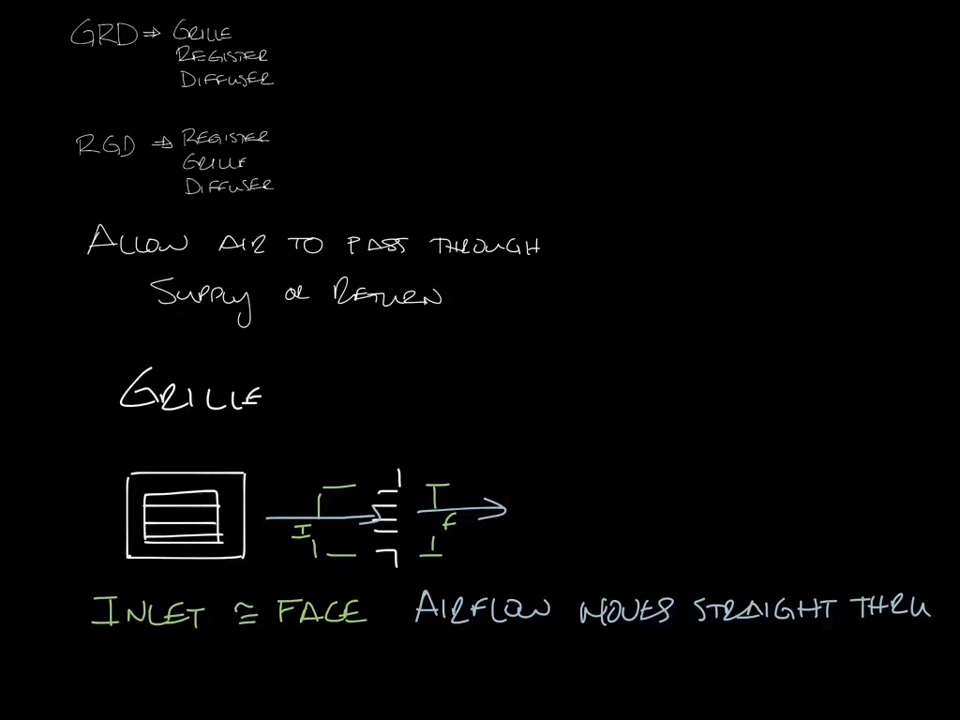 GRD ⇒ GRILLE
REGISTER
DIFFUSER
RGD ⇒ REGISTER
GRILLE
DIFFUSER
ALLOW AIR TO PASS THROUGH
SUPPLY OR RETURN
GRILLE
I F
INLET ≅ FACE AIRFLOW MOVES STRAIGHT THRU